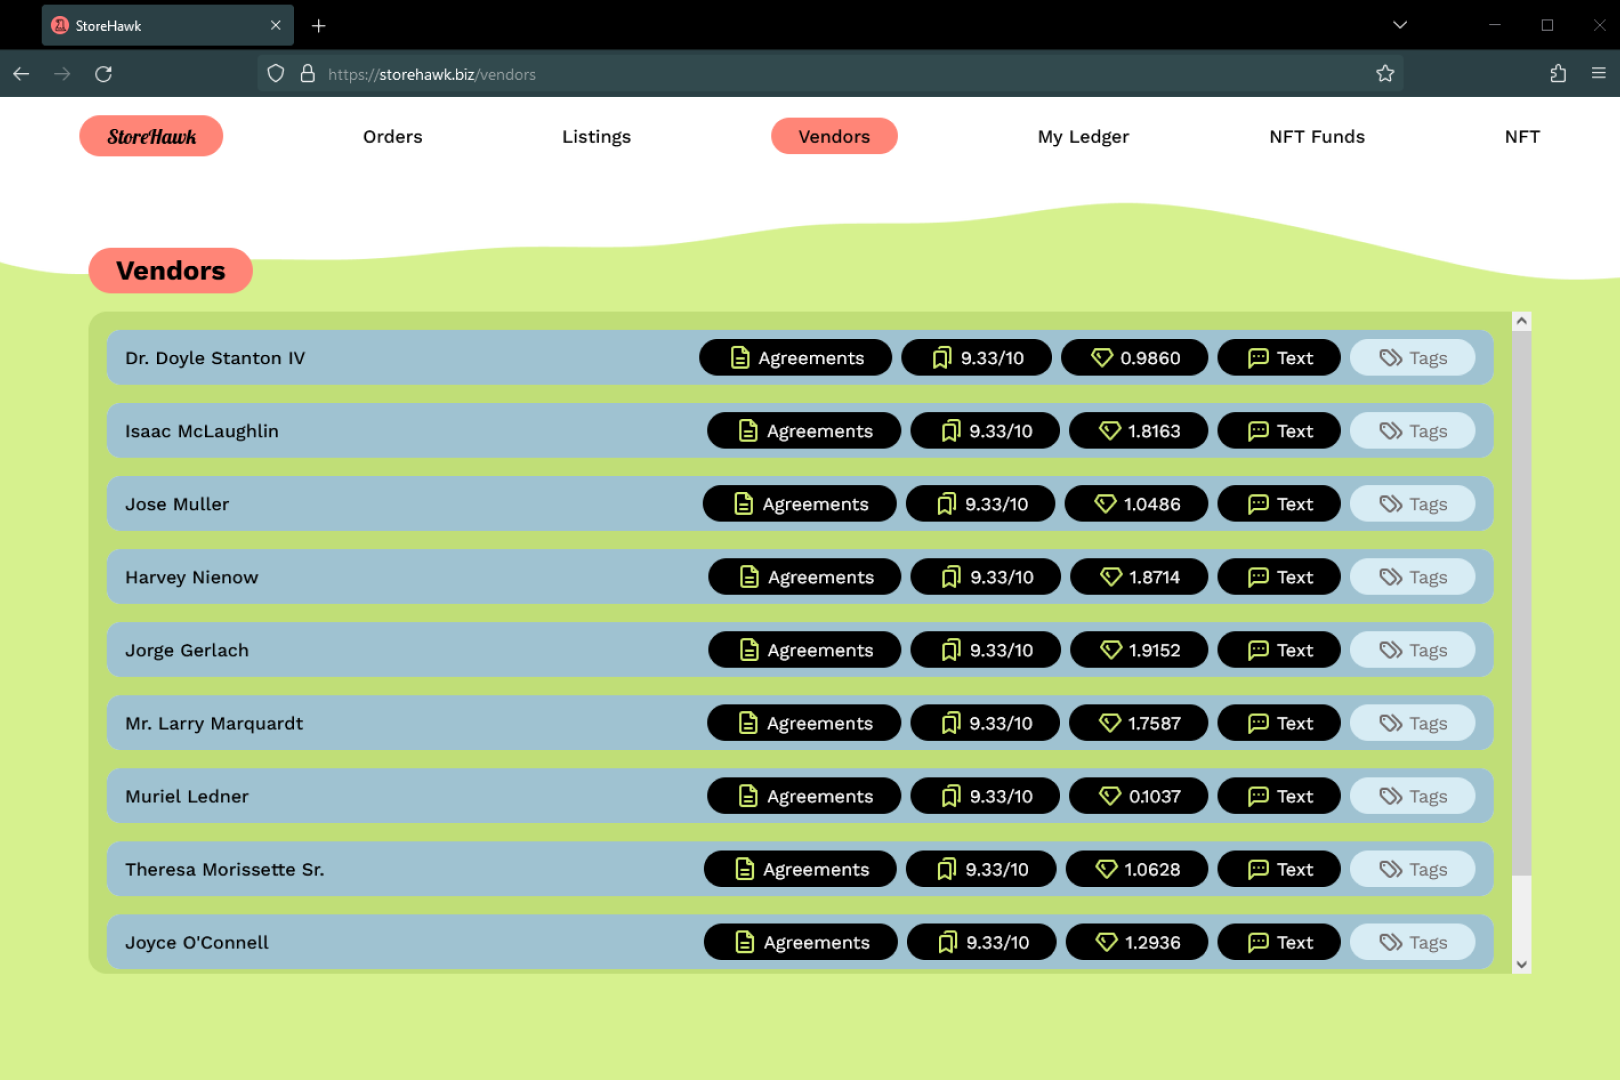 StoreHawk
https://storehawk.biz/vendors
StoreHawk Orders Listings Vendors My Ledger NFT Funds NFT
Vendors
Dr. Doyle Stanton IV Agreements 9.33/10 0.9860 Text Tags
Isaac McLaughlin Agreements 9.33/10 1.8163 Text Tags
Jose Muller Agreements 9.33/10 1.0486 Text Tags
Harvey Nienow Agreements 9.33/10 1.8714 Text Tags
Jorge Gerlach Agreements 9.33/10 1.9152 Text Tags
Mr. Larry Marquardt Agreements 9.33/10 1.7587 Text Tags
Muriel Ledner Agreements 9.33/10 0.1037 Text Tags
Theresa Morissette Sr. Agreements 9.33/10 1.0628 Text Tags
Joyce O'Connell Agreements 9.33/10 1.2936 Text Tags